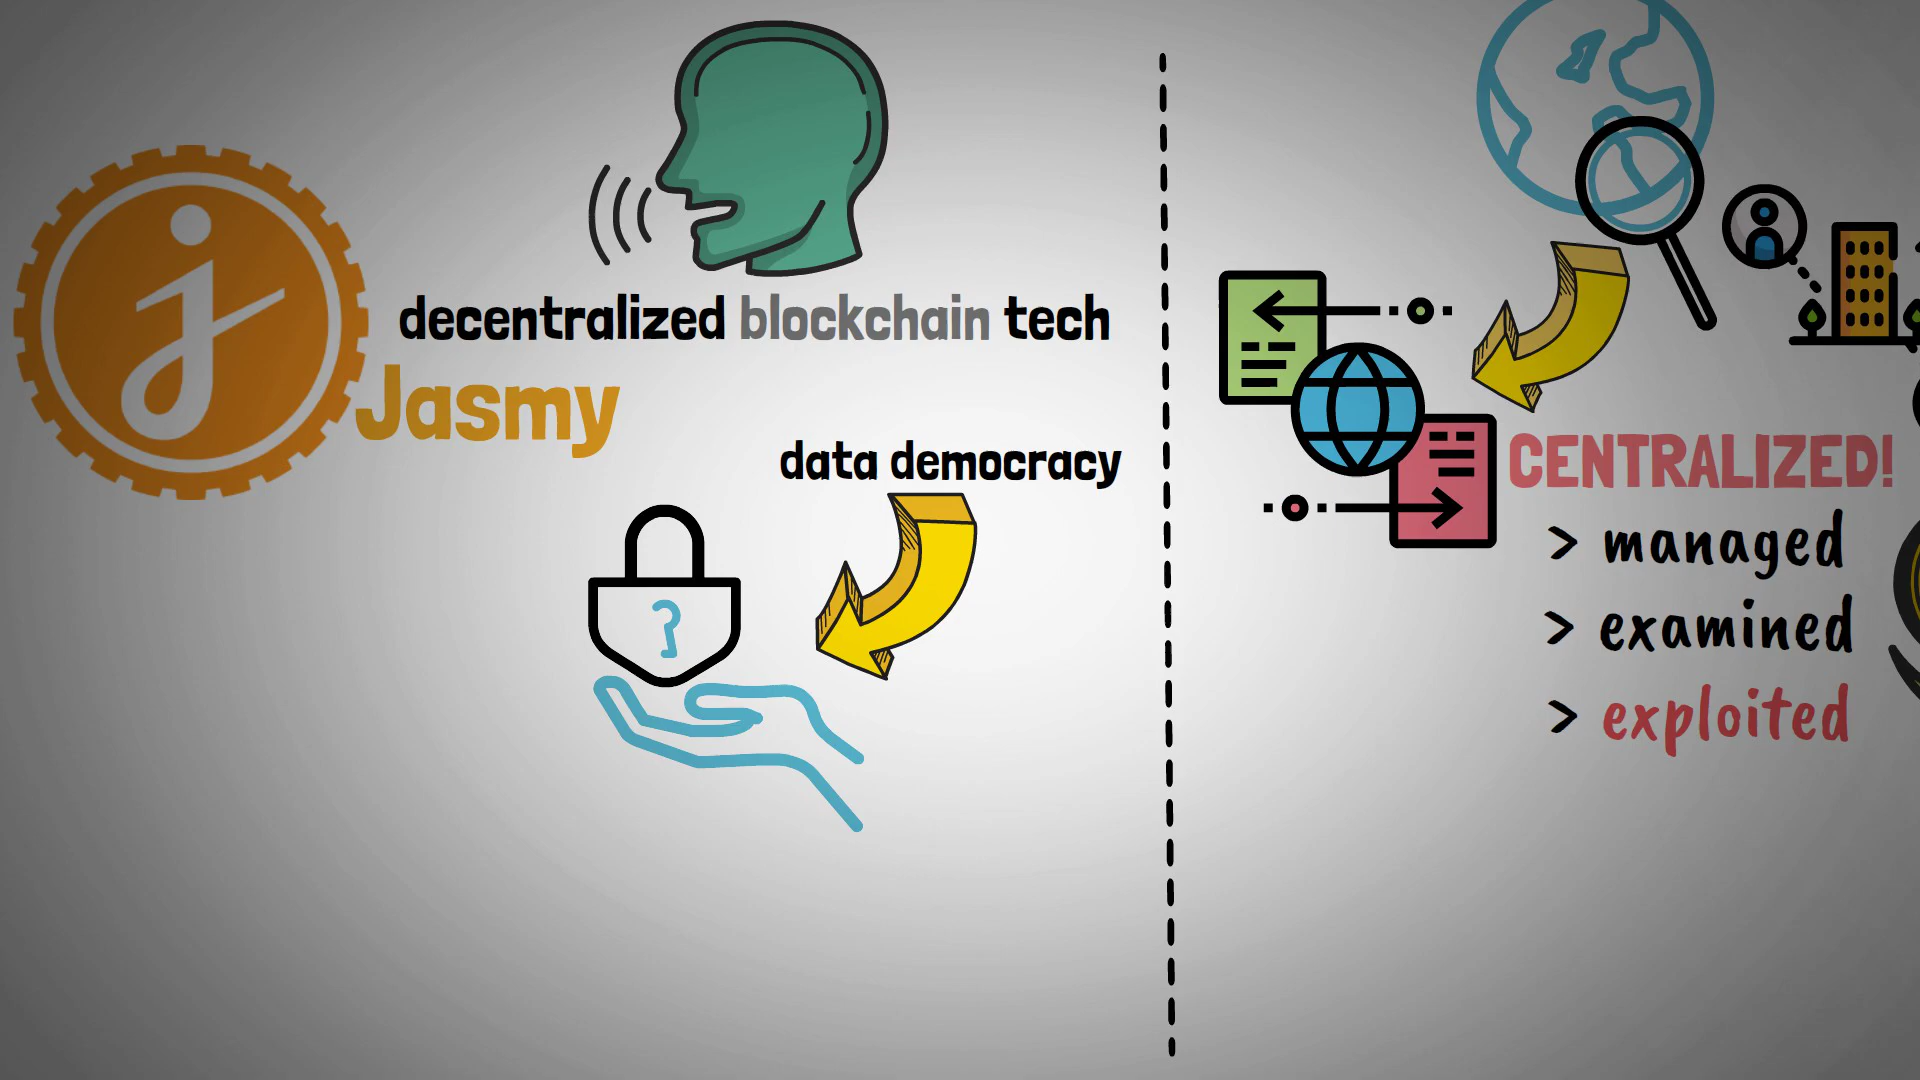 decentralized blockchain tech
Jasmy
data democracy
CENTRALIZED!
> managed
> examined
> exploited